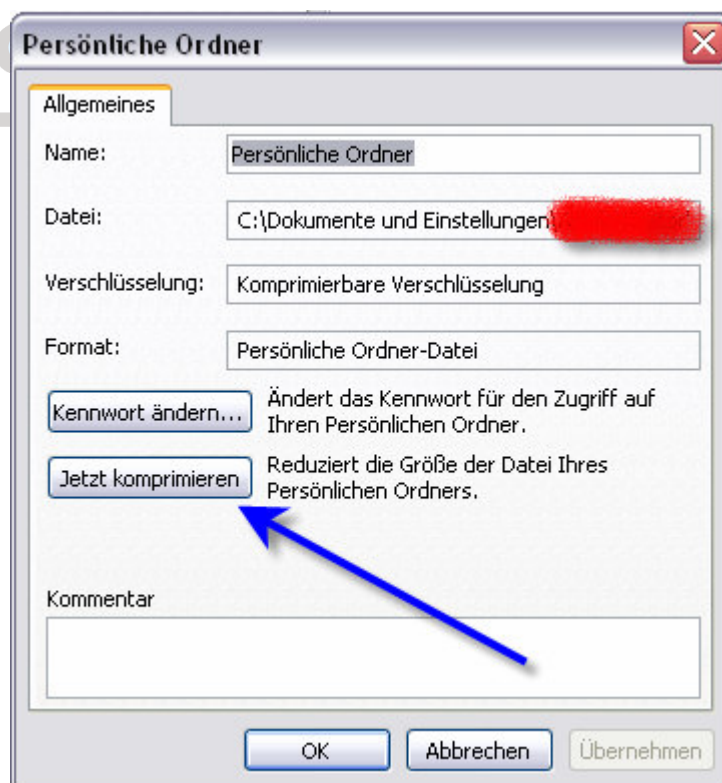 Persönliche Ordner
Allgemeines
Name: Persönliche Ordner
Datei: C:\Dokumente und Einstellungen\
Verschlüsselung: Komprimierbare Verschlüsselung
Format: Persönliche Ordner-Datei
Kennwort ändern... Ändert das Kennwort für den Zugriff auf
Ihren Persönlichen Ordner.
Jetzt komprimieren Reduziert die Größe der Datei Ihres
Persönlichen Ordners.
Kommentar
OK Abbrechen Übernehmen